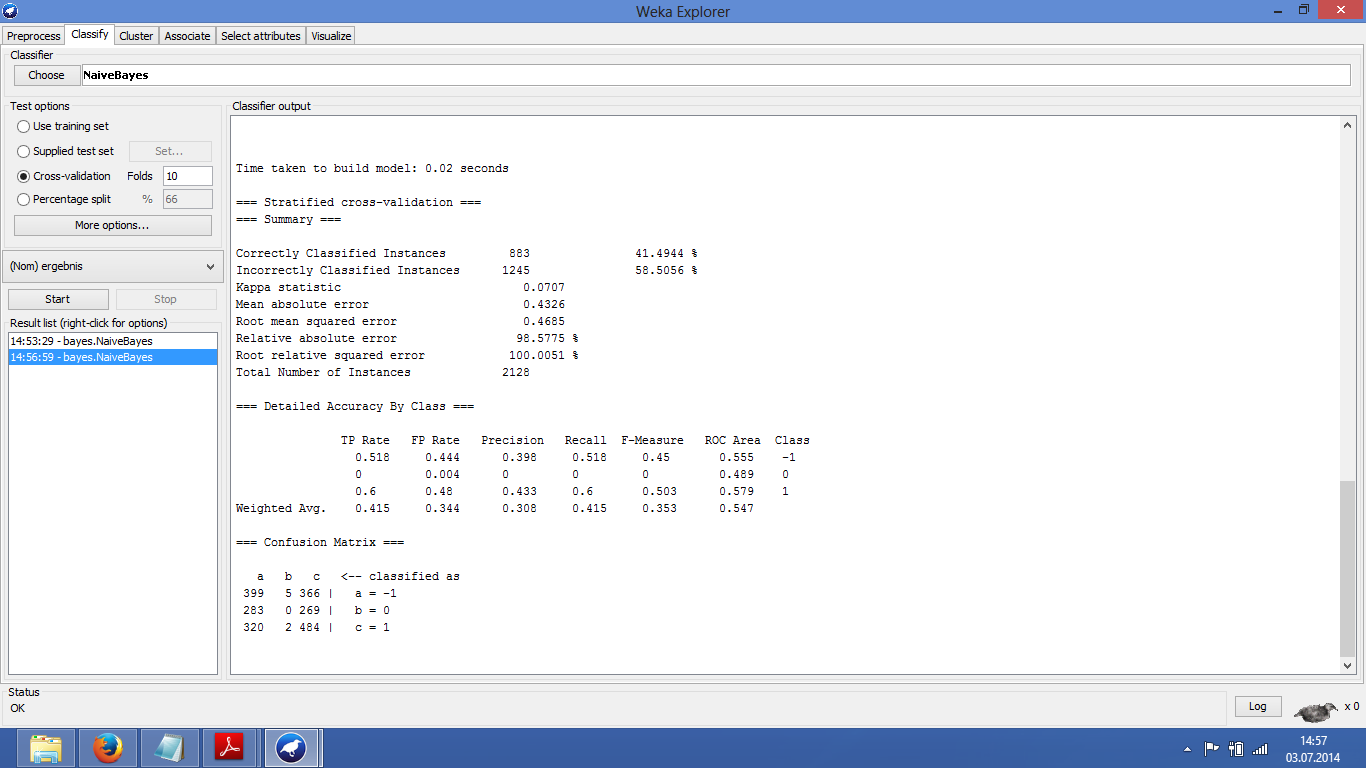 Weka Explorer
Preprocess Classify Cluster Associate Select attributes Visualize
Classifier
Choose NaiveBayes
Test options
Use training set
Supplied test set Set...
Cross-validation Folds 10
Percentage split % 66
More options...
(Nom) ergebnis
Start Stop
Result list (right-click for options)
14:53:29 - bayes.NaiveBayes
14:56:59 - bayes.NaiveBayes
Classifier output
Time taken to build model: 0.02 seconds
=== Stratified cross-validation ===
=== Summary ===
Correctly Classified Instances 883 41.4944 %
Incorrectly Classified Instances 1245 58.5056 %
Kappa statistic 0.0707
Mean absolute error 0.4326
Root mean squared error 0.4685
Relative absolute error 98.5775 %
Root relative squared error 100.0051 %
Total Number of Instances 2128
=== Detailed Accuracy By Class ===
TP Rate FP Rate Precision Recall F-Measure ROC Area Class
0.518 0.444 0.398 0.518 0.45 0.555 -1
0 0.004 0 0 0 0.489 0
0.6 0.48 0.433 0.6 0.503 0.579 1
Weighted Avg. 0.415 0.344 0.308 0.415 0.353 0.547
=== Confusion Matrix ===
a b c <-- classified as
399 5 366 | a = -1
283 0 269 | b = 0
320 2 484 | c = 1
Status
OK
Log
x 0
14:57
03.07.2014